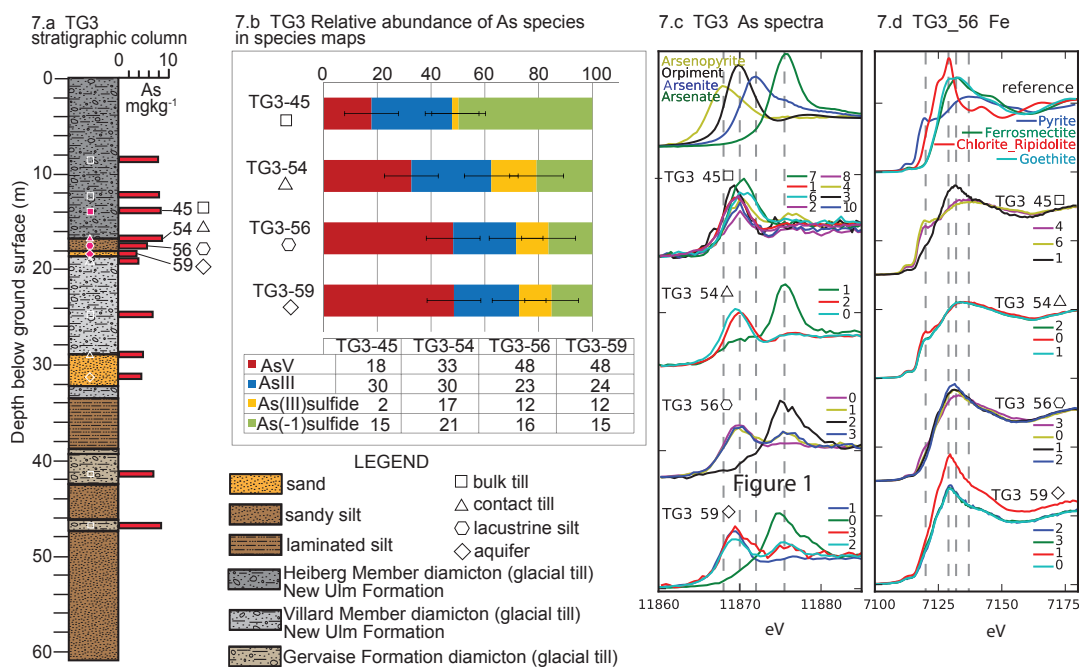 7.a TG3
stratigraphic column
0 10
As
mgkg-1
Depth below ground surface (m)
0
10
20
30
40
50
60
45
54
56
59
7.b TG3 Relative abundance of As species
in species maps
0 20 40 60 80 100
TG3-45
TG3-54
TG3-56
TG3-59
TG3-45 TG3-54 TG3-56 TG3-59
AsV 18 33 48 48
AsIII 30 30 23 24
As(III)sulfide 2 17 12 12
As(-1)sulfide 15 21 16 15
LEGEND
sand
sandy silt
laminated silt
Heiberg Member diamicton (glacial till)
New Ulm Formation
Villard Member diamicton (glacial till)
New Ulm Formation
Gervaise Formation diamicton (glacial till)
bulk till
contact till
lacustrine silt
aquifer
7.c TG3 As spectra
Arsenopyrite
Orpiment
Arsenite
Arsenate
TG3 45
7 8
1 4
6 3
2 10
TG3 54
1
2
0
TG3 56
0
1
2
3
Figure 1
TG3 59
1
0
3
2
11860 11870 11880
eV
7.d TG3_56 Fe
reference
Pyrite
Ferrosmectite
Chlorite_Ripidolite
Goethite
TG3 45
4
6
1
TG3 54
2
0
1
TG3 56
3
0
1
2
TG3 59
2
3
1
0
7100 7125 7150 7175
eV